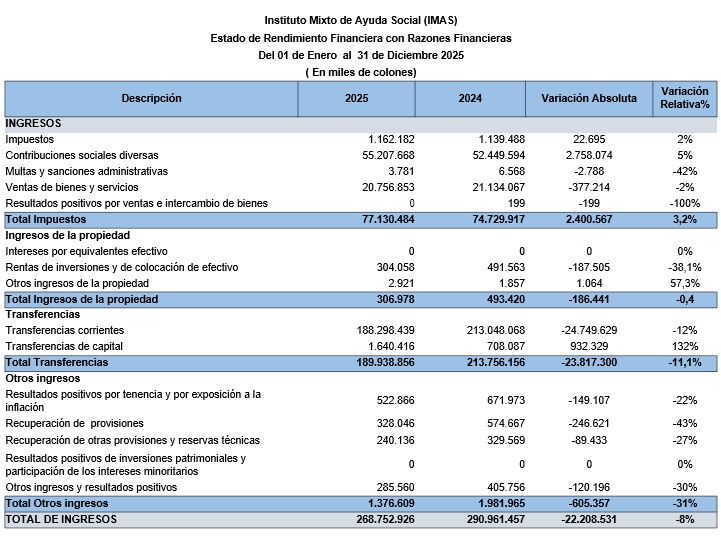 Instituto Mixto de Ayuda Social (IMAS)
Estado de Rendimiento Financiera con Razones Financieras
Del 01 de Enero al 31 de Diciembre 2025
( En miles de colones)
Descripción 2025 2024 Variación Absoluta Variación Relativa%
INGRESOS
Impuestos 1.162.182 1.139.488 22.695 2%
Contribuciones sociales diversas 55.207.668 52.449.594 2.758.074 5%
Multas y sanciones administrativas 3.781 6.568 -2.788 -42%
Ventas de bienes y servicios 20.756.853 21.134.067 -377.214 -2%
Resultados positivos por ventas e intercambio de bienes 0 199 -199 -100%
Total Impuestos 77.130.484 74.729.917 2.400.567 3,2%
Ingresos de la propiedad
Intereses por equivalentes efectivo 0 0 0 0%
Rentas de inversiones y de colocación de efectivo 304.058 491.563 -187.505 -38,1%
Otros ingresos de la propiedad 2.921 1.857 1.064 57,3%
Total Ingresos de la propiedad 306.978 493.420 -186.441 -0,4
Transferencias
Transferencias corrientes 188.298.439 213.048.068 -24.749.629 -12%
Transferencias de capital 1.640.416 708.087 932.329 132%
Total Transferencias 189.938.856 213.756.156 -23.817.300 -11,1%
Otros ingresos
Resultados positivos por tenencia y por exposición a la
inflación 522.866 671.973 -149.107 -22%
Recuperación de provisiones 328.046 574.667 -246.621 -43%
Recuperación de otras provisiones y reservas técnicas 240.136 329.569 -89.433 -27%
Resultados positivos de inversiones patrimoniales y
participación de los intereses minoritarios 0 0 0 0%
Otros ingresos y resultados positivos 285.560 405.756 -120.196 -30%
Total Otros ingresos 1.376.609 1.981.965 -605.357 -31%
TOTAL DE INGRESOS 268.752.926 290.961.457 -22.208.531 -8%